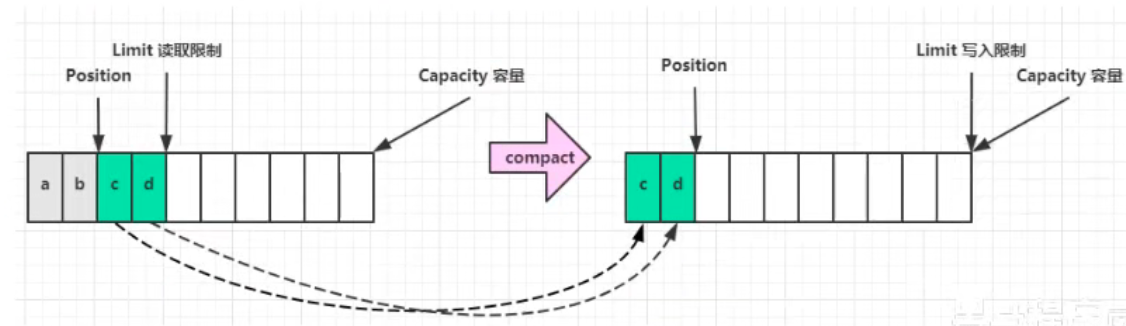 Limit 读取限制
Position
Capacity 容量
a b c d
compact
Limit 写入限制
Position
Capacity 容量
c d